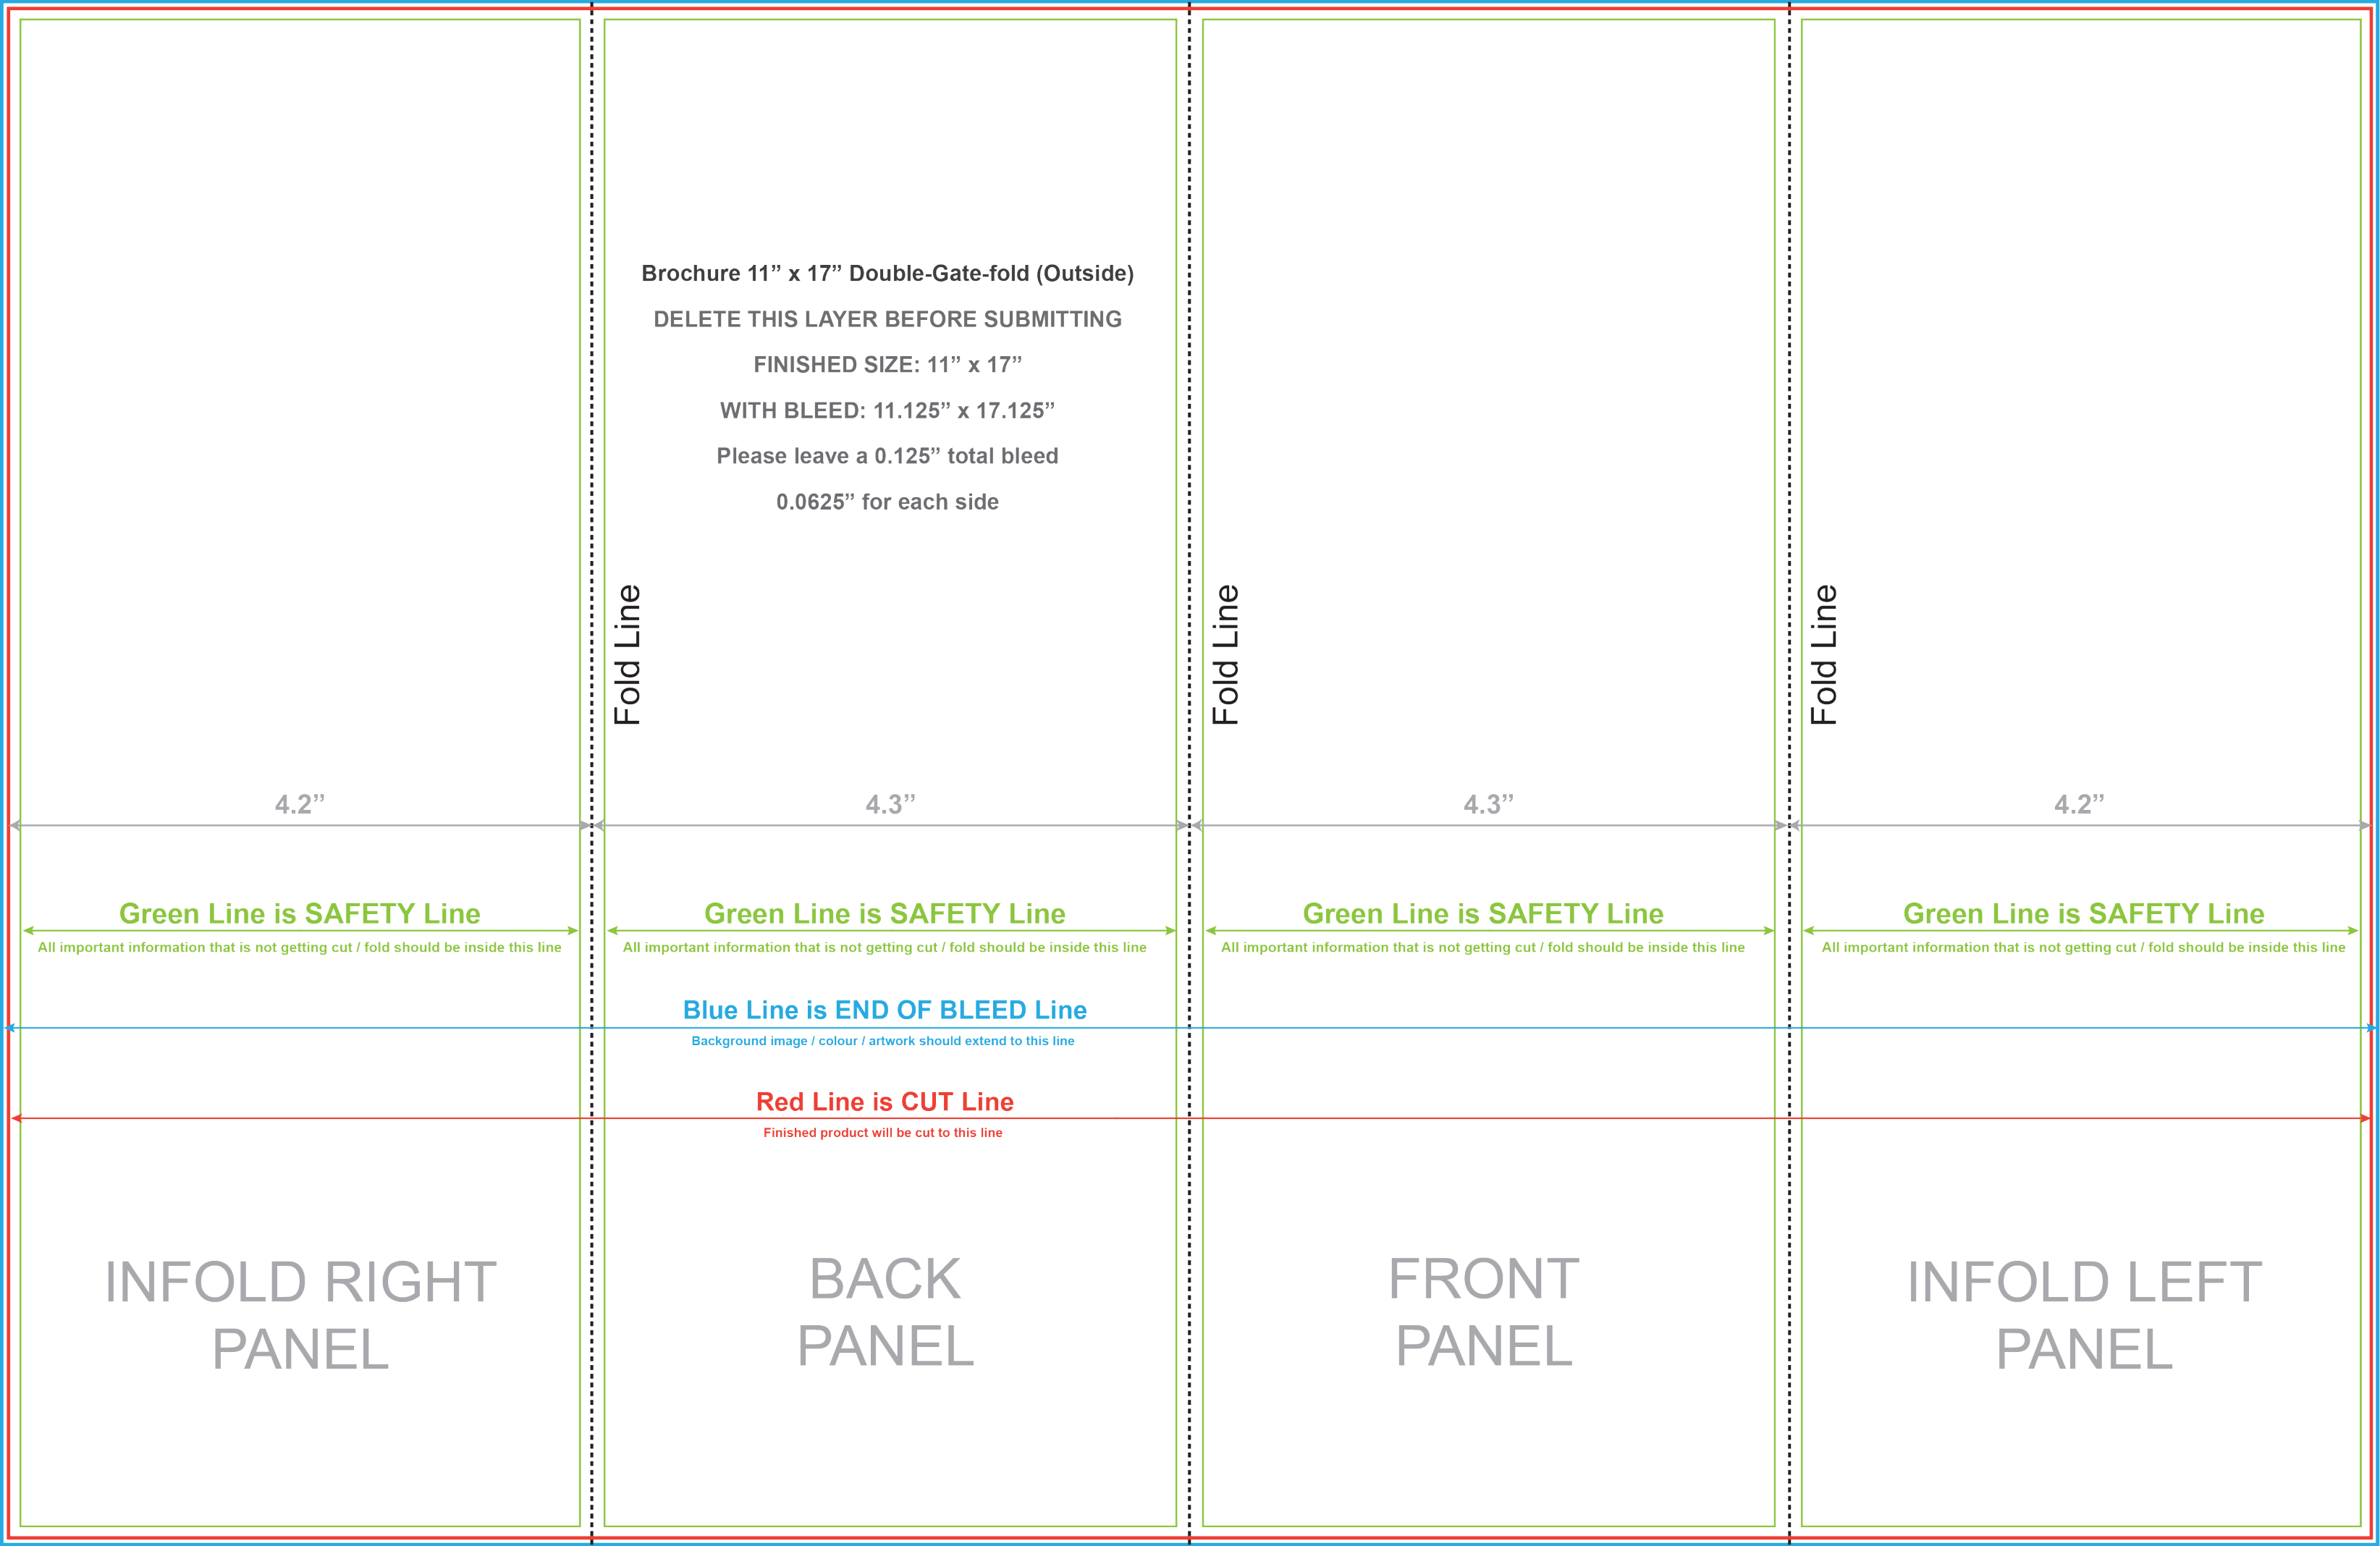 Brochure 11” x 17” Double-Gate-fold (Outside)
DELETE THIS LAYER BEFORE SUBMITTING
FINISHED SIZE: 11” x 17”
WITH BLEED: 11.125” x 17.125”
Please leave a 0.125” total bleed
0.0625” for each side
Fold Line
Fold Line
Fold Line
4.2”
4.3”
4.3”
4.2”
Green Line is SAFETY Line
All important information that is not getting cut / fold should be inside this line
Green Line is SAFETY Line
All important information that is not getting cut / fold should be inside this line
Green Line is SAFETY Line
All important information that is not getting cut / fold should be inside this line
Green Line is SAFETY Line
All important information that is not getting cut / fold should be inside this line
Blue Line is END OF BLEED Line
Background image / colour / artwork should extend to this line
Red Line is CUT Line
Finished product will be cut to this line
INFOLD RIGHT
PANEL
BACK
PANEL
FRONT
PANEL
INFOLD LEFT
PANEL